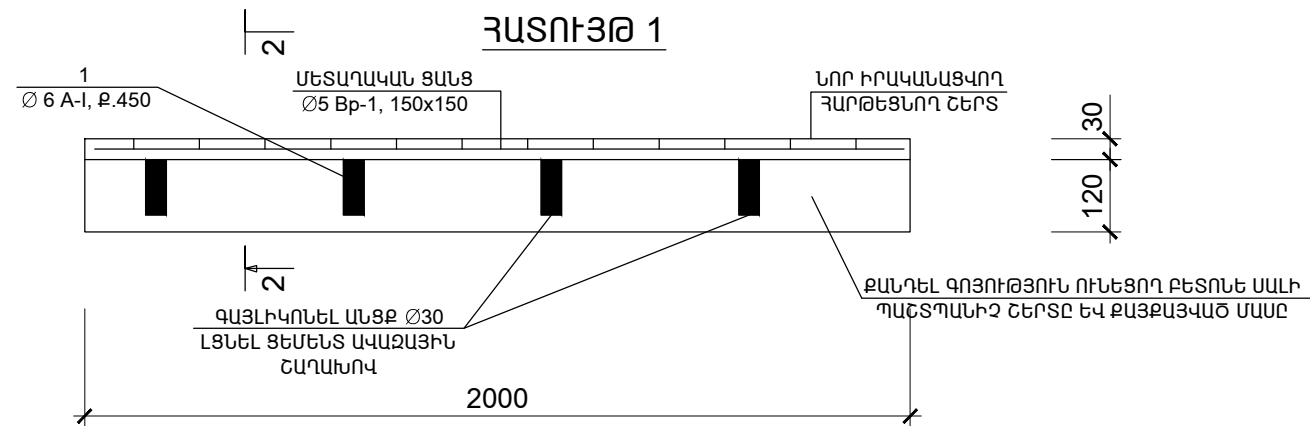 ՀԱՏՈՒՅԹ 1
2
1
∅ 6 A-I, Ք.450
ՄԵՏԱՂԱԿԱՆ ՑԱՆՑ
∅5 Bp-1, 150x150
ՆՈՐ ԻՐԱԿԱՆԱՑՎՈՂ
ՀԱՐԹԵՑՆՈՂ ՇԵՐՏ
30
120
2
ԳԱՅԼԻԿՈՆԵԼ ԱՆՑՔ ∅30
ԼՑՆԵԼ ՑԵՄԵՆՏ ԱՎԱԶԱՅԻՆ
ՇԱՂԱԽՈՎ
ՔԱՆԴԵԼ ԳՈՅՈՒԹՅՈՒՆ ՈՒՆԵՑՈՂ ԲԵՏՈՆԵ ՍԱԼԻ
ՊԱՇՏՊԱՆԻՉ ՇԵՐՏԸ ԵՎ ՔԱՅՔԱՅՎԱԾ ՄԱՍԸ
2000